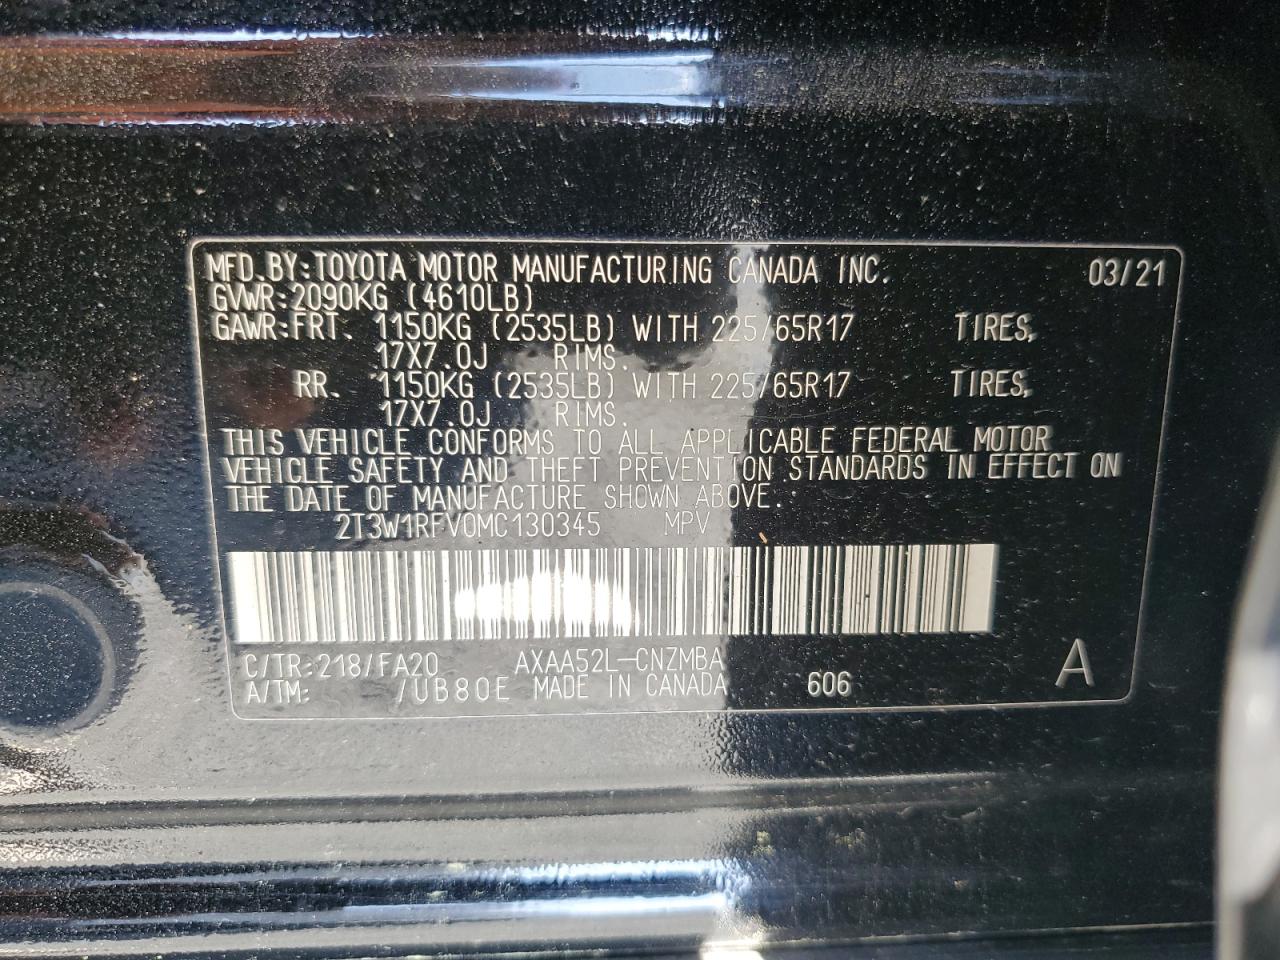 MFD.BY:TOYOTA MOTOR MANUFACTURING CANADA INC. 03/21
GVWR:2090KG (4610LB)
GAWR:FRT. 1150KG (2535LB) WITH 225/65R17 TIRES,
17X7.0J RIMS.
RR. 1150KG (2535LB) WITH 225/65R17 TIRES,
17X7.0J RIMS.
THIS VEHICLE CONFORMS TO ALL APPLICABLE FEDERAL MOTOR
VEHICLE SAFETY AND THEFT PREVENTION STANDARDS IN EFFECT ON
THE DATE OF MANUFACTURE SHOWN ABOVE.
2T3W1RFV0MC130345 MPV
C/TR:218/FA20 AXAA52L-CNZMBA A
A/TM: /UB80E MADE IN CANADA 606